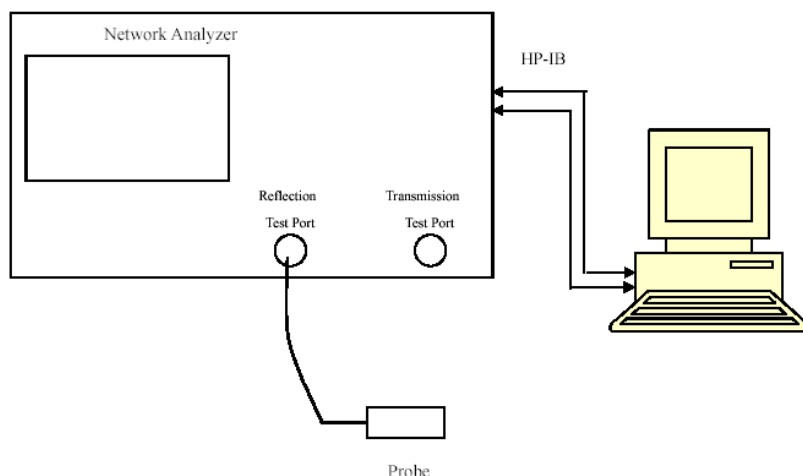 Network Analyzer
HP-IB
Reflection
Test Port
Transmission
Test Port
Probe